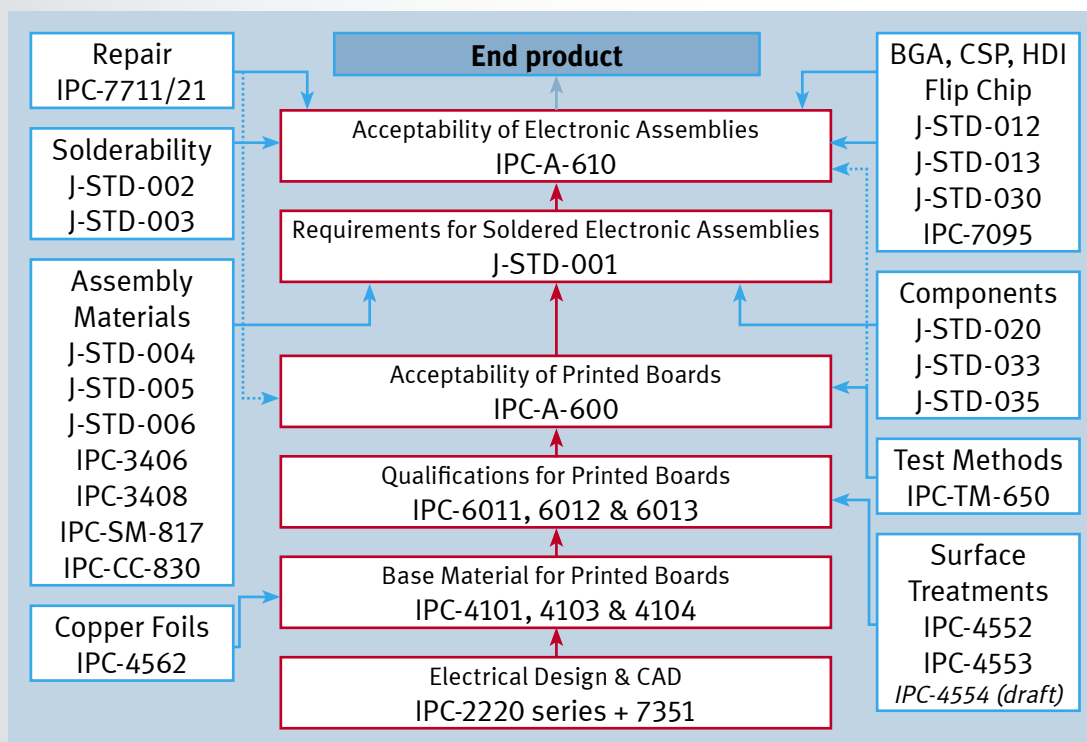 End product
Repair
IPC-7711/21
Solderability
J-STD-002
J-STD-003
Assembly
Materials
J-STD-004
J-STD-005
J-STD-006
IPC-3406
IPC-3408
IPC-SM-817
IPC-CC-830
Copper Foils
IPC-4562
Acceptability of Electronic Assemblies
IPC-A-610
Requirements for Soldered Electronic Assemblies
J-STD-001
Acceptability of Printed Boards
IPC-A-600
Qualifications for Printed Boards
IPC-6011, 6012 & 6013
Base Material for Printed Boards
IPC-4101, 4103 & 4104
Electrical Design & CAD
IPC-2220 series + 7351
BGA, CSP, HDI
Flip Chip
J-STD-012
J-STD-013
J-STD-030
IPC-7095
Components
J-STD-020
J-STD-033
J-STD-035
Test Methods
IPC-TM-650
Surface
Treatments
IPC-4552
IPC-4553
IPC-4554 (draft)